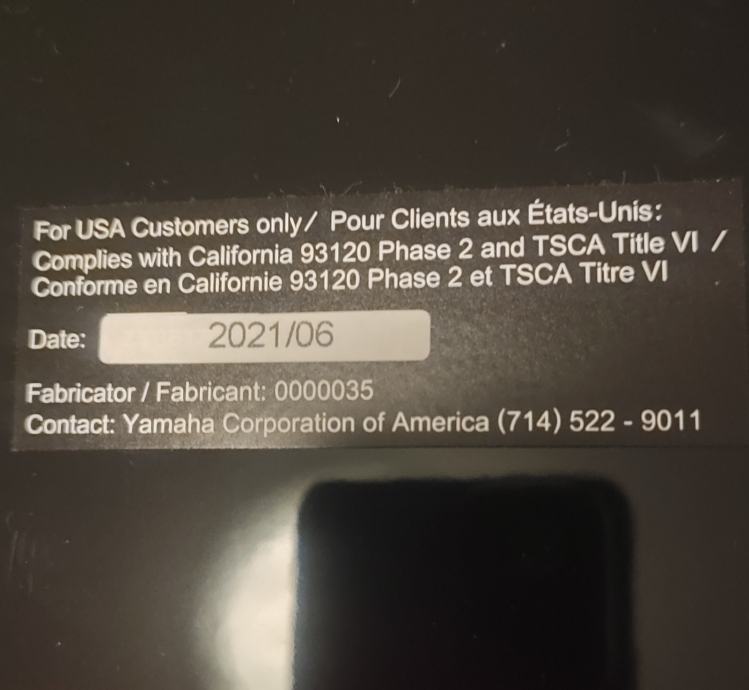 For USA Customers only/ Pour Clients aux États-Unis:
Complies with California 93120 Phase 2 and TSCA Title VI /
Conforme en Californie 93120 Phase 2 et TSCA Titre VI
Date: 2021/06
Fabricator / Fabricant: 0000035
Contact: Yamaha Corporation of America (714) 522 - 9011